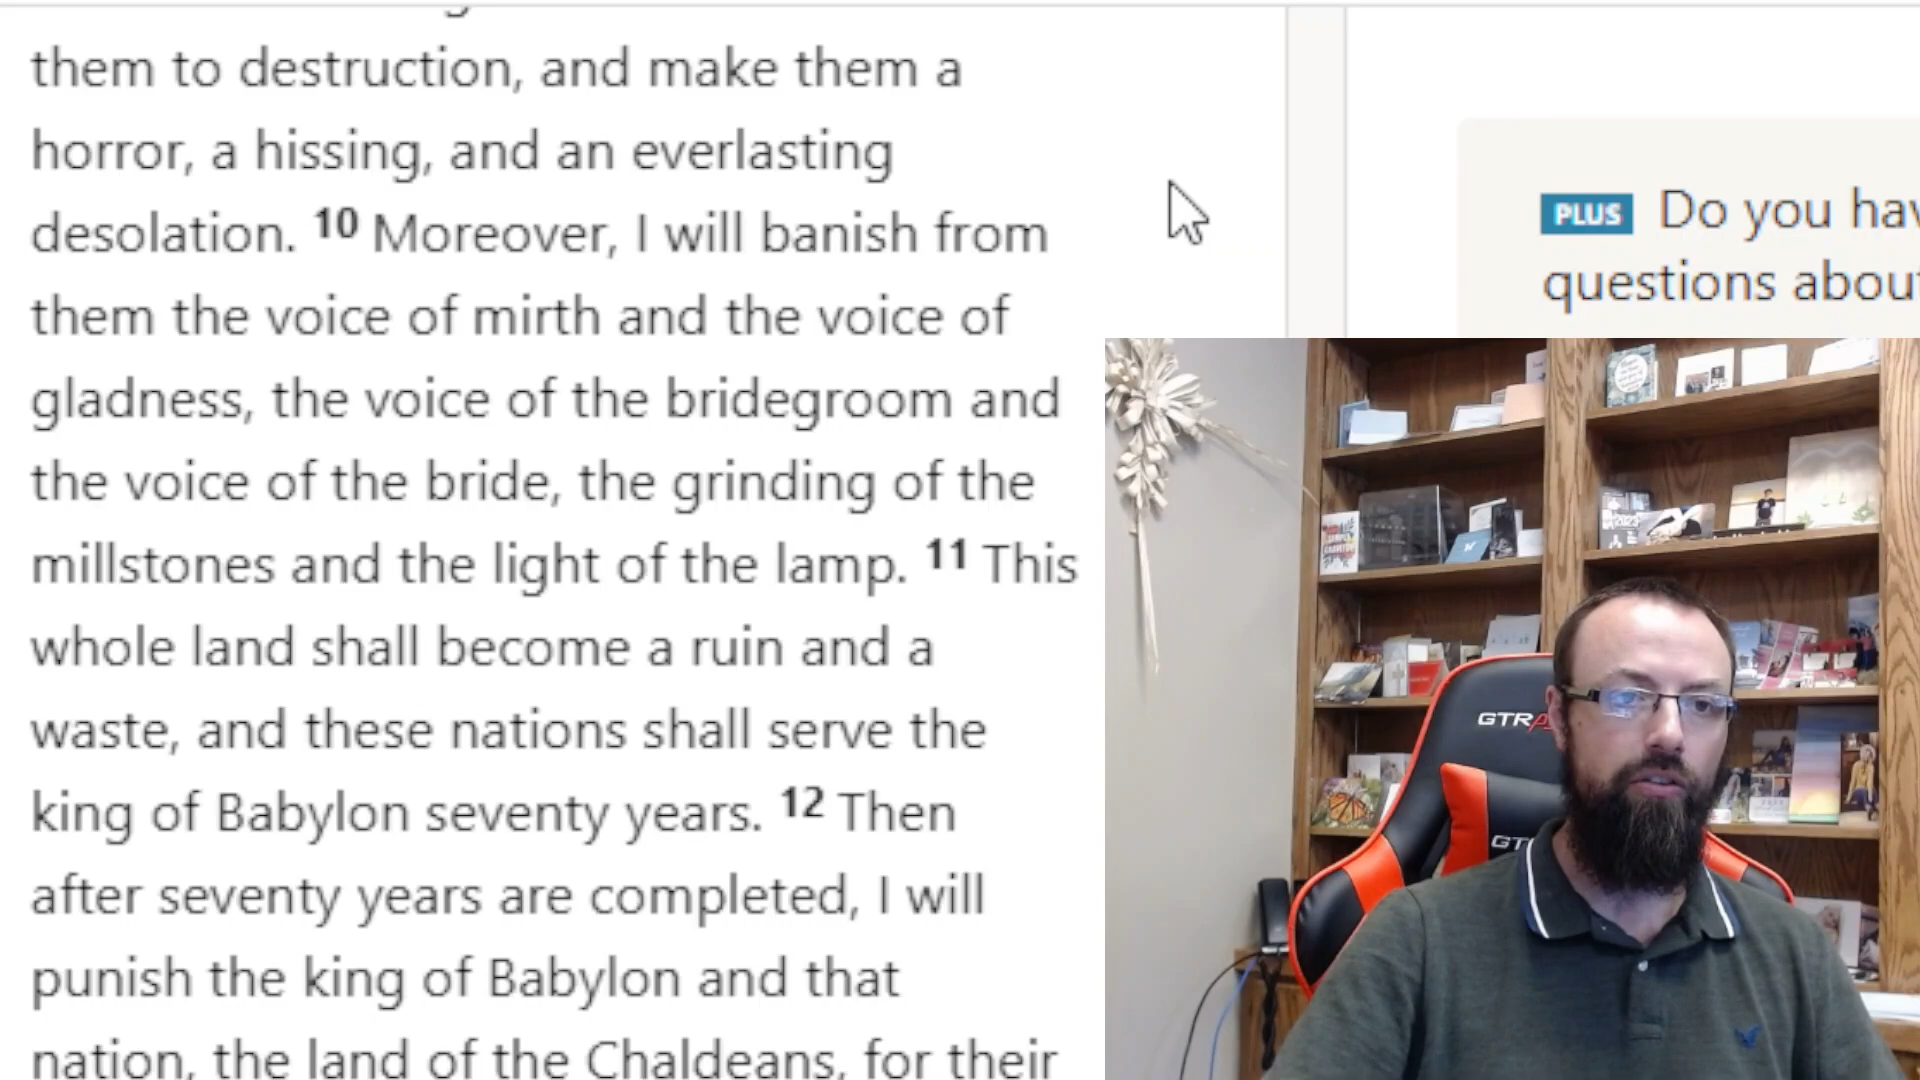 them to destruction, and make them a
horror, a hissing, and an everlasting
desolation. 10 Moreover, I will banish from
them the voice of mirth and the voice of
gladness, the voice of the bridegroom and
the voice of the bride, the grinding of the
millstones and the light of the lamp. 11 This
whole land shall become a ruin and a
waste, and these nations shall serve the
king of Babylon seventy years. 12 Then
after seventy years are completed, I will
punish the king of Babylon and that
nation, the land of the Chaldeans, for their
PLUS Do you hav
questions about